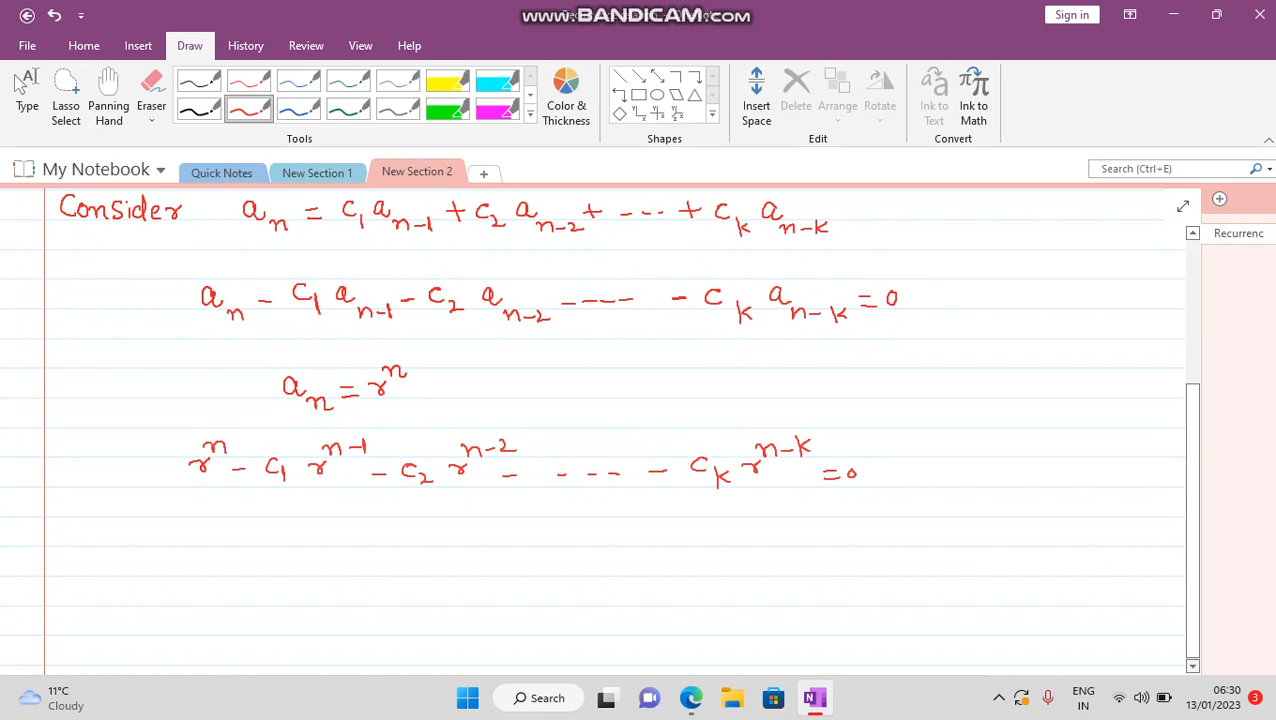 www.BANDICAM.com
Sign in
File Home Insert Draw History Review View Help
Type Lasso Select Panning Hand Eraser Color & Thickness Insert Space Delete Arrange Rotate Ink to Text Ink to Math
Tools Shapes Edit Convert
My Notebook Quick Notes New Section 1 New Section 2 + Search (Ctrl+E)
Consider a_n = c_1 a_{n-1} + c_2 a_{n-2} + ---- + c_k a_{n-k}
Recurrenc
a_n - c_1 a_{n-1} - c_2 a_{n-2} ----- - c_k a_{n-k} = 0
a_n = r^n
r^n - c_1 r^{n-1} - c_2 r^{n-2} - ---- - c_k r^{n-k} = 0
11°C
Cloudy
Search
ENG
IN
06:30
13/01/2023
3